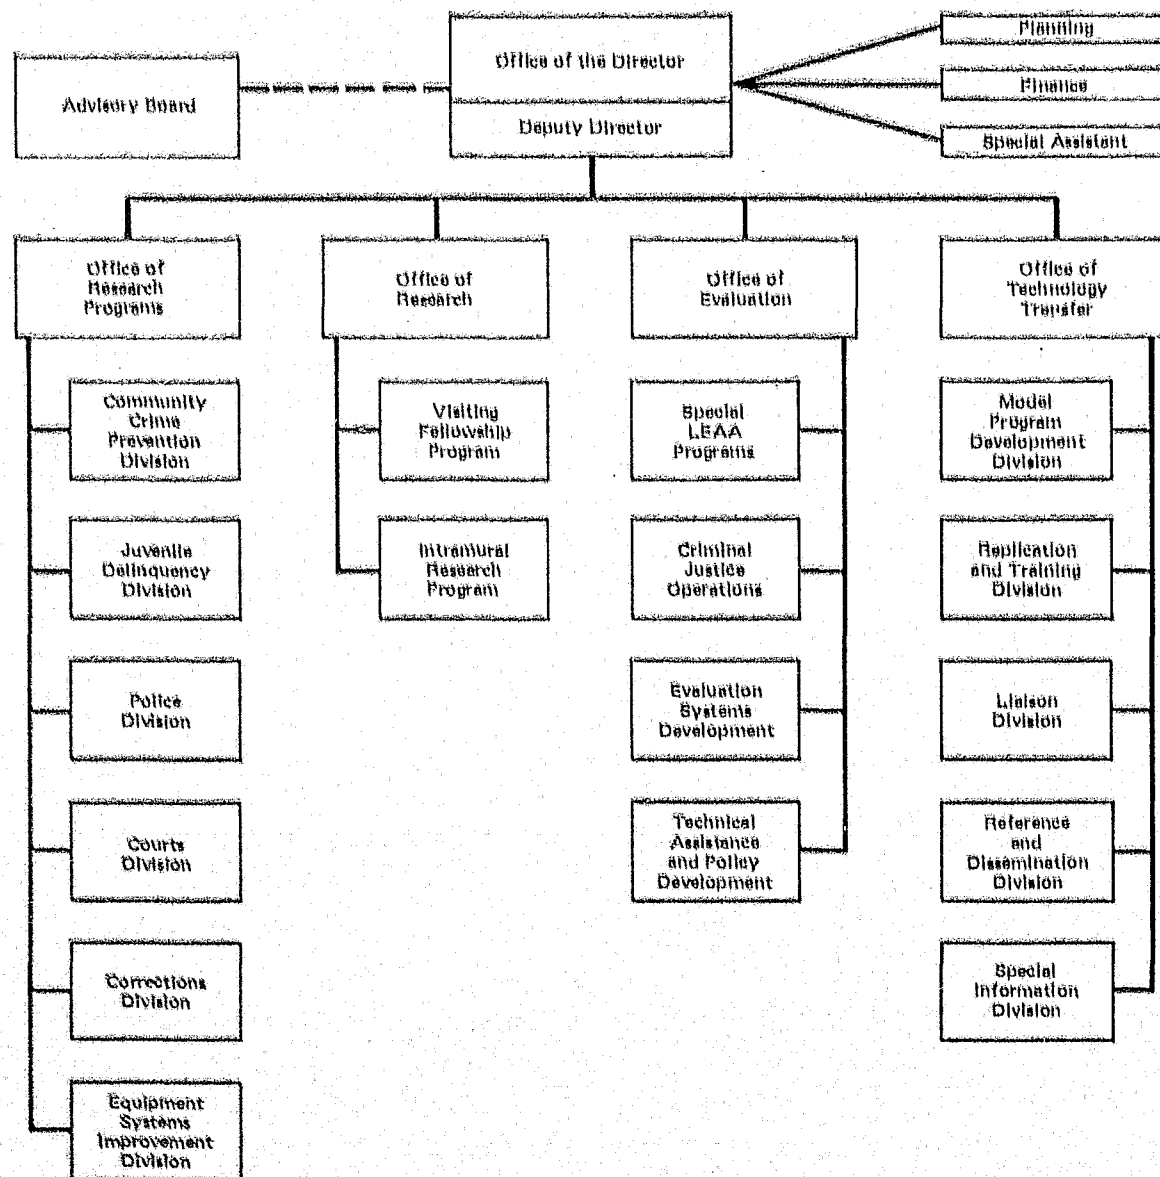 Advisory Board
Office of the Director
Deputy Director
Planning
Finance
Special Assistant
Office of
Research
Programs
Community
Crime
Prevention
Division
Juvenile
Delinquency
Division
Police
Division
Courts
Division
Corrections
Division
Equipment
Systems
Improvement
Division
Office of
Research
Visiting
Fellowship
Program
Intramural
Research
Program
Office of
Evaluation
Special
LEAA
Programs
Criminal
Justice
Operations
Evaluation
Systems
Development
Technical
Assistance
and Policy
Development
Office of
Technology
Transfer
Model
Program
Development
Division
Replication
and Training
Division
Liaison
Division
Reference
and
Dissemination
Division
Special
Information
Division